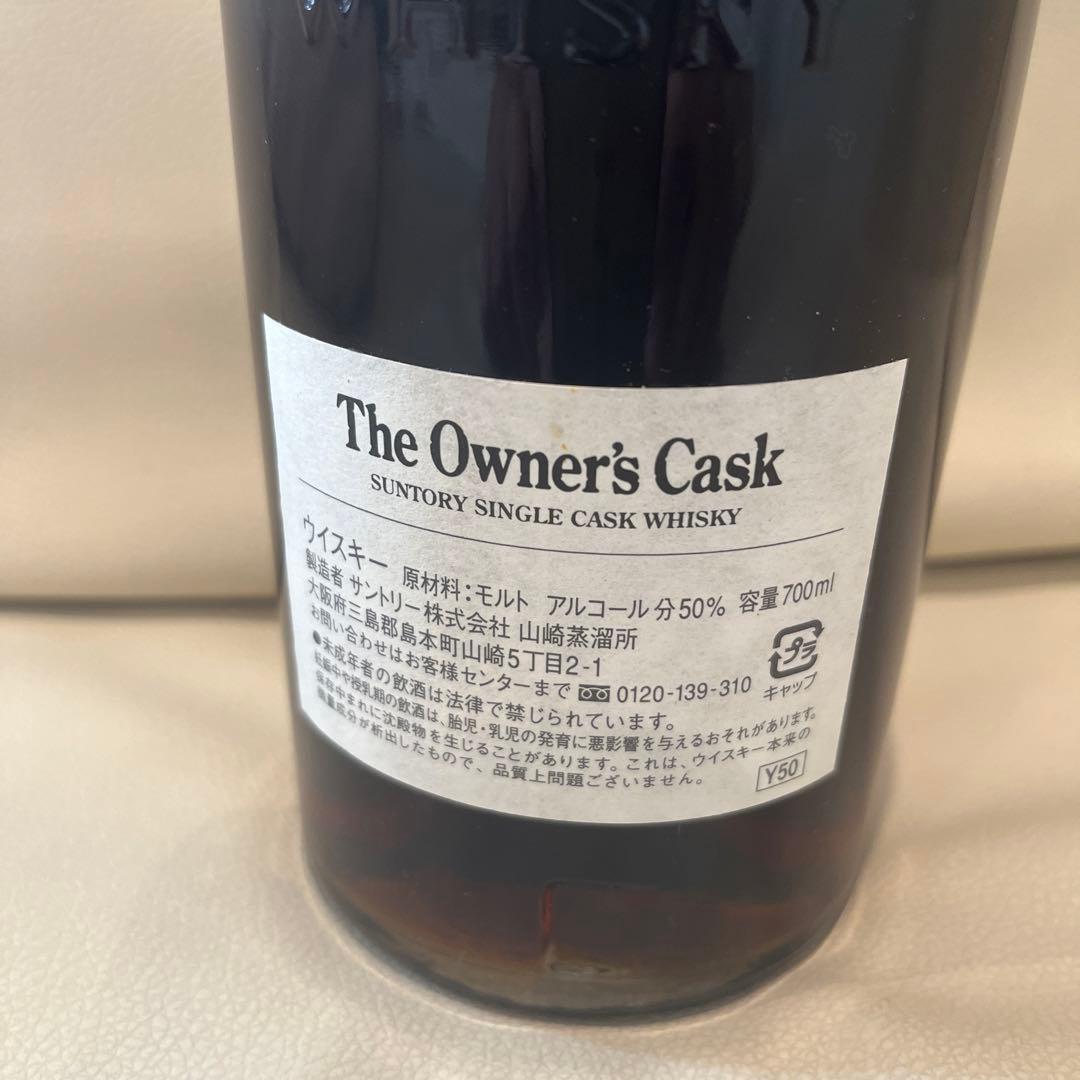 WHISKY
The Owner's Cask
SUNTORY SINGLE CASK WHISKY
ウイスキー 原材料：モルト アルコール分50% 容量700ml
製造者 サントリー株式会社 山崎蒸溜所
大阪府三島郡島本町山崎5丁目2-1
お問い合わせはお客様センターまで 0120-139-310
プラ
キャップ
●未成年者の飲酒は法律で禁じられています。
妊娠中や授乳期の飲酒は、胎児・乳児の発育に悪影響を与えるおそれがあります。
保存中まれに沈殿物を生じることがあります。これは、ウイスキー本来の
微量成分が析出したもので、品質上問題ございません。
Y50